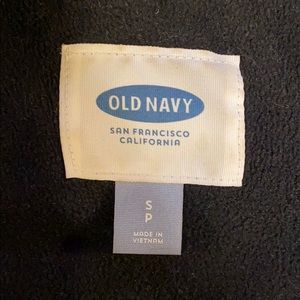 OLD NAVY
SAN FRANCISCO
CALIFORNIA
S
P
MADE IN
VIETNAM